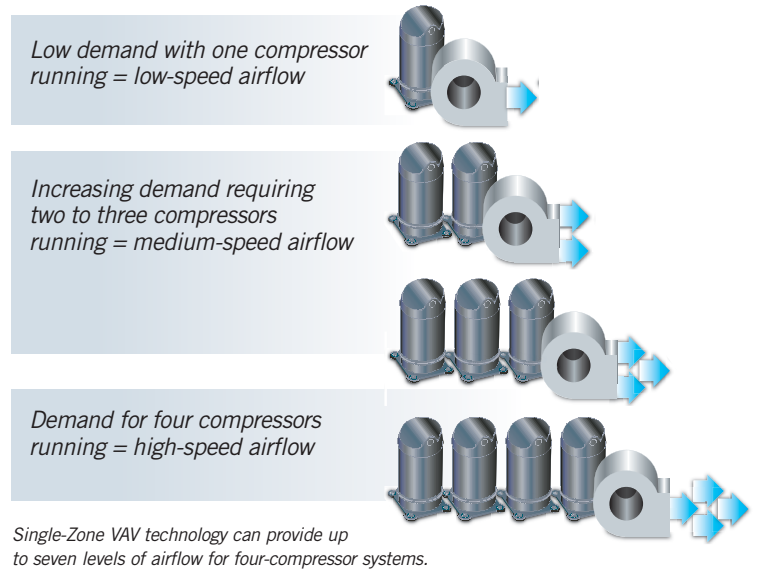 Low demand with one compressor
running = low-speed airflow
Increasing demand requiring
two to three compressors
running = medium-speed airflow
Demand for four compressors
running = high-speed airflow
Single-Zone VAV technology can provide up
to seven levels of airflow for four-compressor systems.